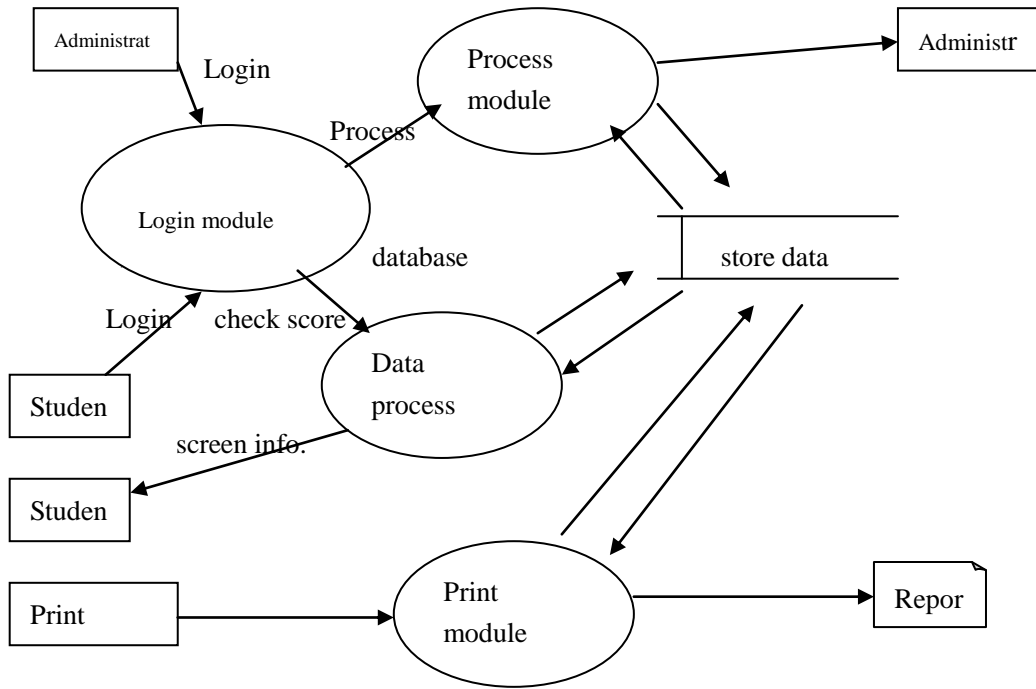 Administrat
Login
Process
module
Administr
Process
Login module
database
store data
Login
check score
Data
process
Studen
screen info.
Studen
Print
Print
module
Repor